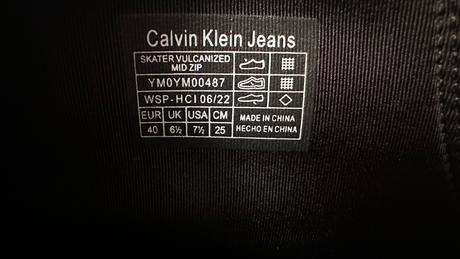 Calvin Klein Jeans
SKATER VULCANIZED
MID ZIP
YM0YM00487
WSP-HCI 06/22
EUR UK USA CM
40 6½ 7½ 25
MADE IN CHINA
HECHO EN CHINA